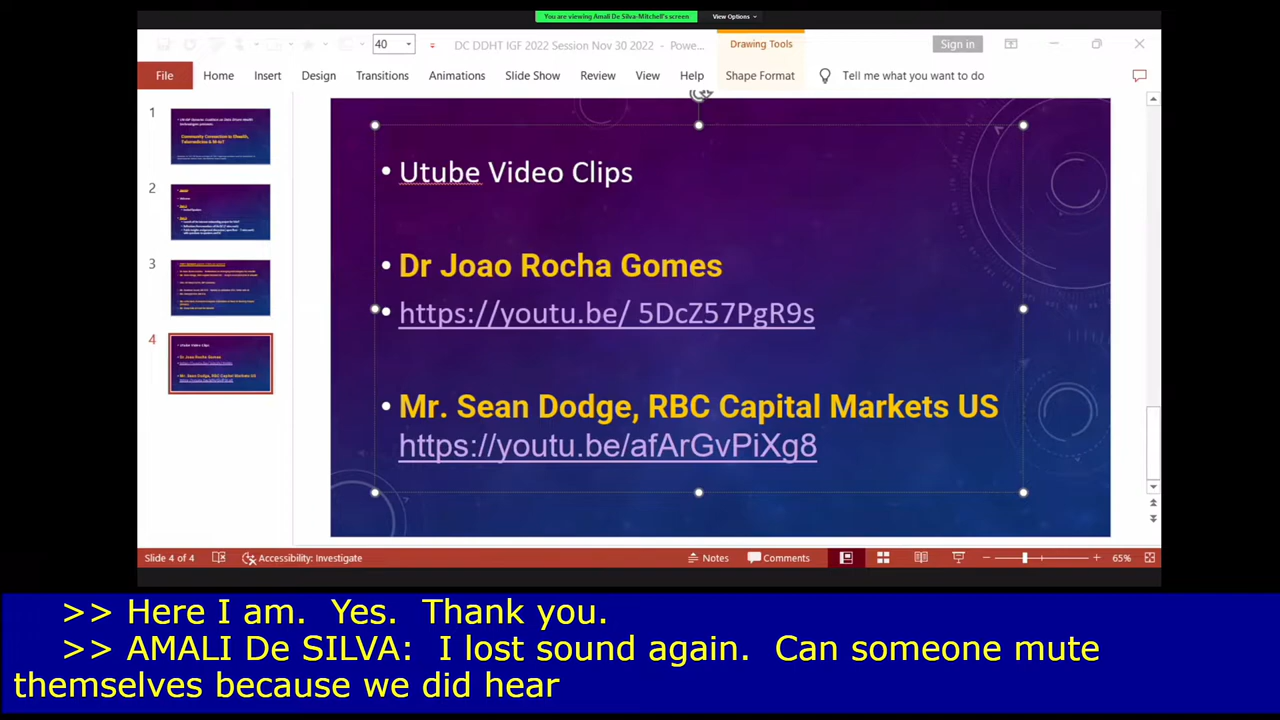 You are viewing Amali De Silva-Mitchell's screen
View Options
40
DC DDHT IGF 2022 Session Nov 30 2022 - Powe...
Drawing Tools
Sign in
File
Home
Insert
Design
Transitions
Animations
Slide Show
Review
View
Help
Shape Format
Tell me what you want to do
1
2
3
4
• Utube Video Clips
• Dr Joao Rocha Gomes
• https://youtu.be/ 5DcZ57PgR9s
• Mr. Sean Dodge, RBC Capital Markets US
https://youtu.be/afArGvPiXg8
Slide 4 of 4
Accessibility: Investigate
Notes
Comments
65%
>> Here I am. Yes. Thank you.
>> AMALI De SILVA: I lost sound again. Can someone mute
themselves because we did hear